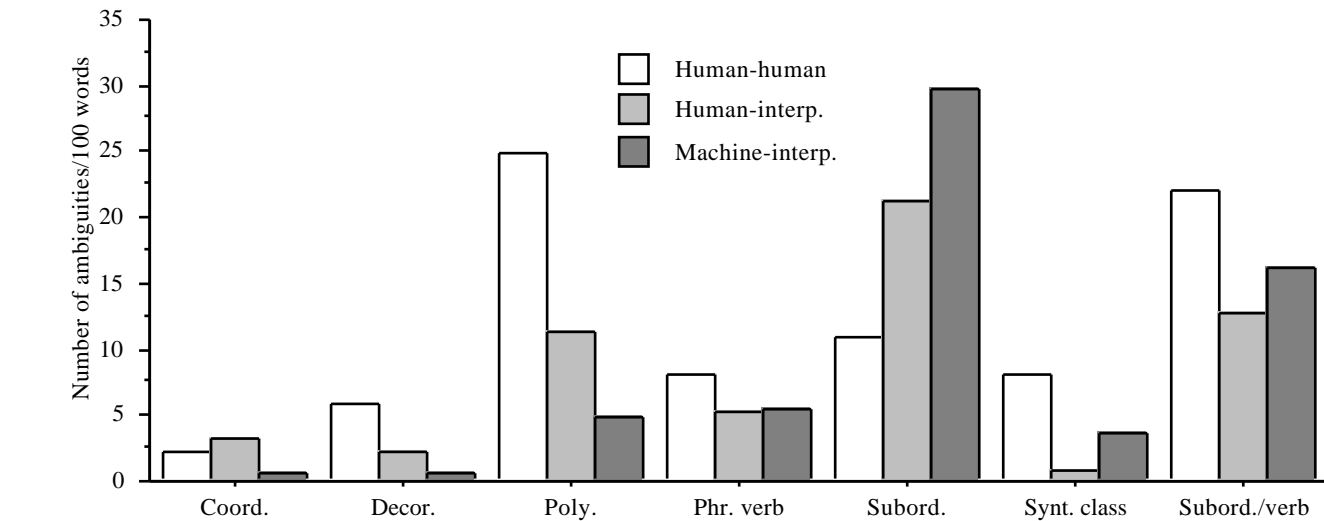 Number of ambiguities/100 words
35
30
25
20
15
10
5
0
Human-human
Human-interp.
Machine-interp.
Coord. Decor. Poly. Phr. verb Subord. Synt. class Subord./verb